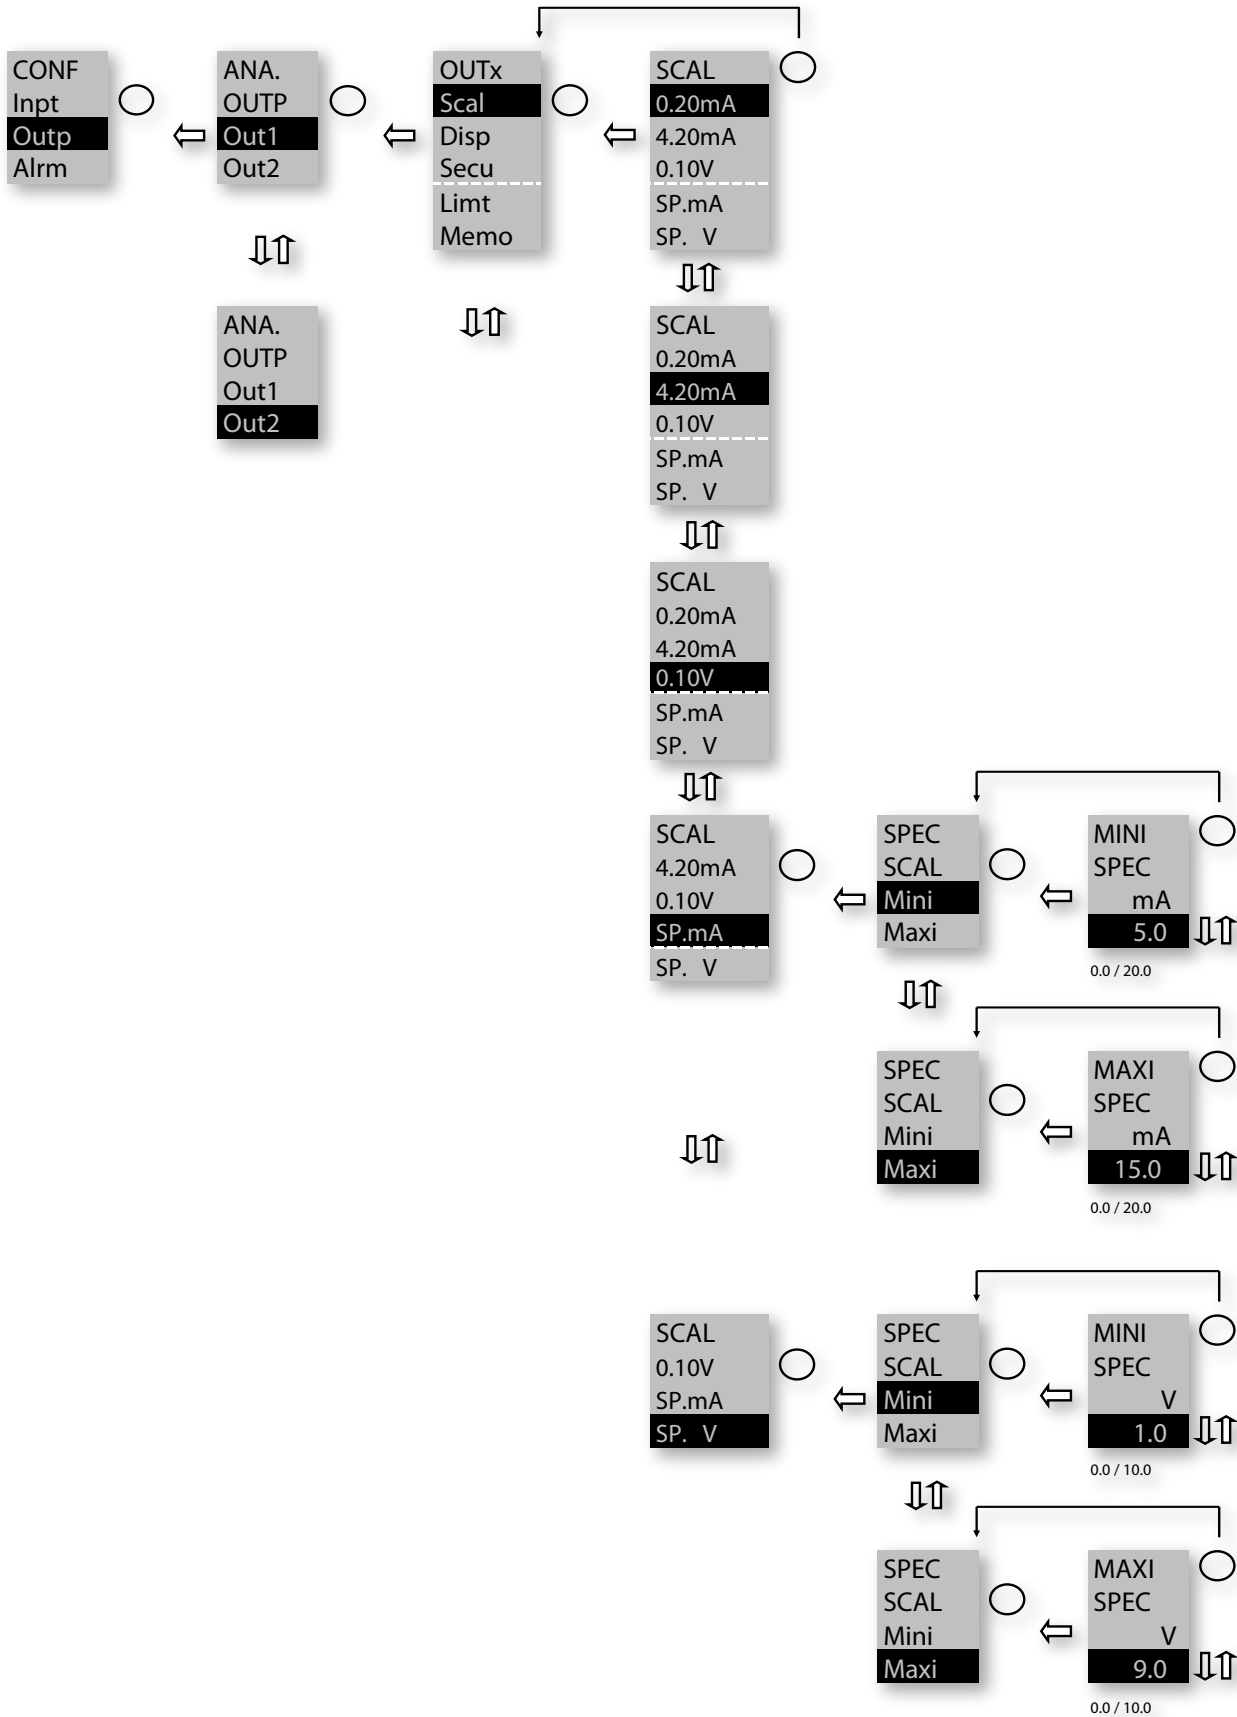 CONF
Inpt
Outp
Alrm
ANA.
OUTP
Out1
Out2
OUTx
Scal
Disp
Secu
Limt
Memo
SCAL
0.20mA
4.20mA
0.10V
SP.mA
SP. V
ANA.
OUTP
Out1
Out2
SCAL
0.20mA
4.20mA
0.10V
SP.mA
SP. V
SCAL
0.20mA
4.20mA
0.10V
SP.mA
SP. V
SCAL
4.20mA
0.10V
SP.mA
SP. V
SPEC
SCAL
Mini
Maxi
MINI
SPEC
mA
5.0
0.0 / 20.0
SPEC
SCAL
Mini
Maxi
MAXI
SPEC
mA
15.0
0.0 / 20.0
SCAL
0.10V
SP.mA
SP. V
SPEC
SCAL
Mini
Maxi
MINI
SPEC
V
1.0
0.0 / 10.0
SPEC
SCAL
Mini
Maxi
MAXI
SPEC
V
9.0
0.0 / 10.0